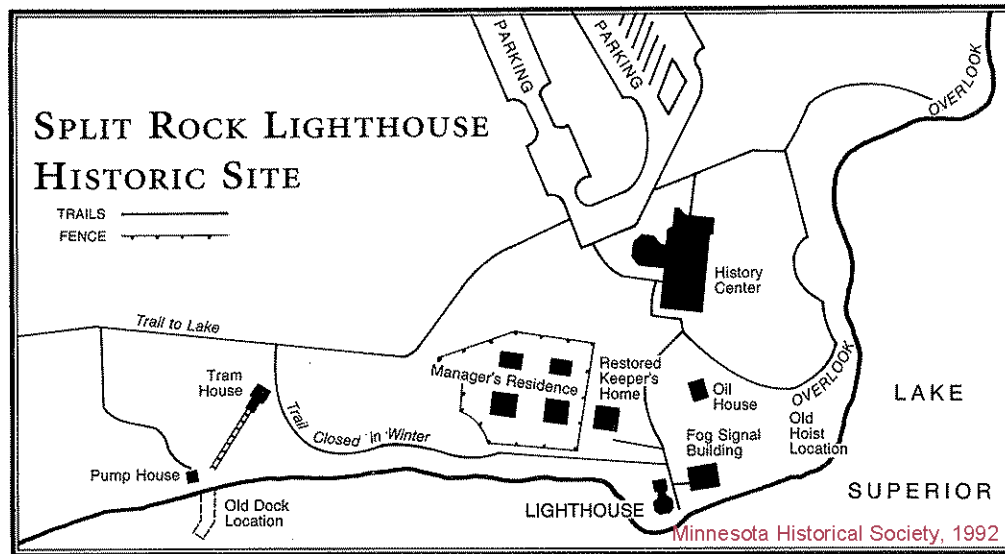 PARKING
PARKING
OVERLOOK
SPLIT ROCK LIGHTHOUSE
HISTORIC SITE
TRAILS
FENCE
History
Center
Trail to Lake
Tram
House
Manager's Residence
Restored
Keeper's
Home
Oil
House
OVERLOOK
LAKE
Trail Closed in Winter
Old
Hoist
Location
Fog Signal
Building
Pump House
SUPERIOR
Old Dock
Location
LIGHTHOUSE
Minnesota Historical Society, 1992